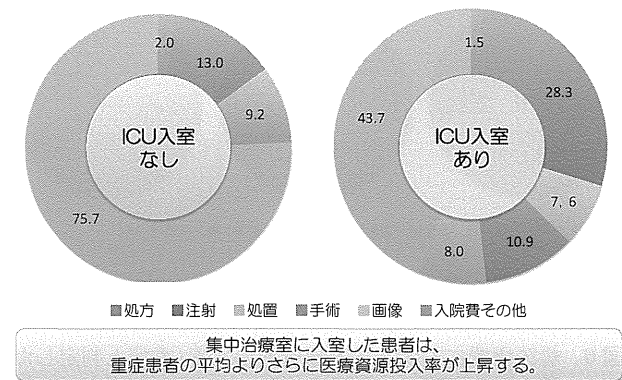 2.0
13.0
9.2
75.7
ICU入室
なし
1.5
28.3
7, 6
10.9
8.0
43.7
ICU入室
あり
■処方 ■注射 ■処置 ■手術 ■画像 ■入院費その他
集中治療室に入室した患者は、
重症患者の平均よりさらに医療資源投入率が上昇する。